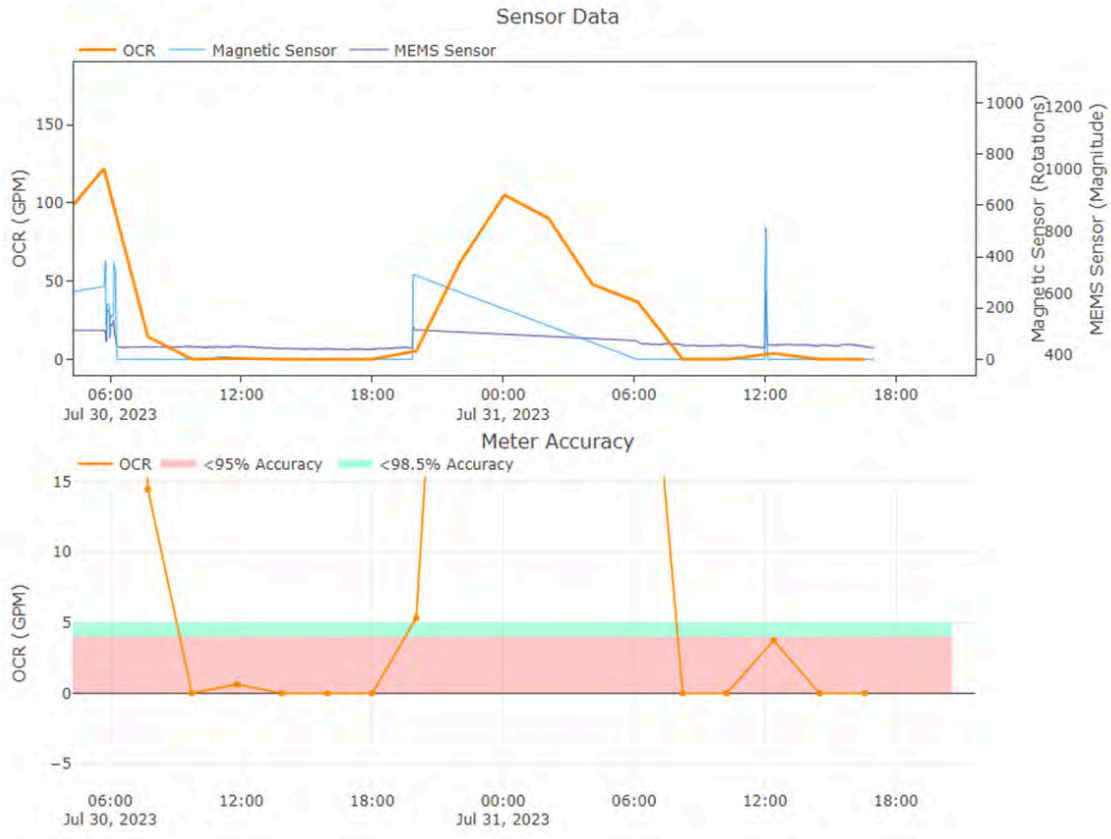 Sensor Data
OCR Magnetic Sensor MEMS Sensor
OCR (GPM)
150
100
50
0
1000
800
600
400
200
0
Magnetic Sensor (Rotations)
1200
1000
800
600
400
MEMS Sensor (Magnitude)
06:00 12:00 18:00 00:00 06:00 12:00 18:00
Jul 30, 2023 Jul 31, 2023
Meter Accuracy
OCR <95% Accuracy <98.5% Accuracy
OCR (GPM)
15
10
5
0
−5
06:00 12:00 18:00 00:00 06:00 12:00 18:00
Jul 30, 2023 Jul 31, 2023